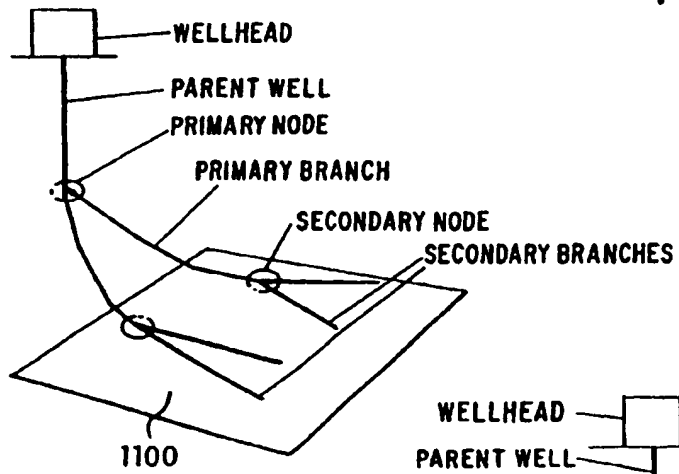 WELLHEAD
PARENT WELL
PRIMARY NODE
PRIMARY BRANCH
SECONDARY NODE
SECONDARY BRANCHES
1100
WELLHEAD
PARENT WELL